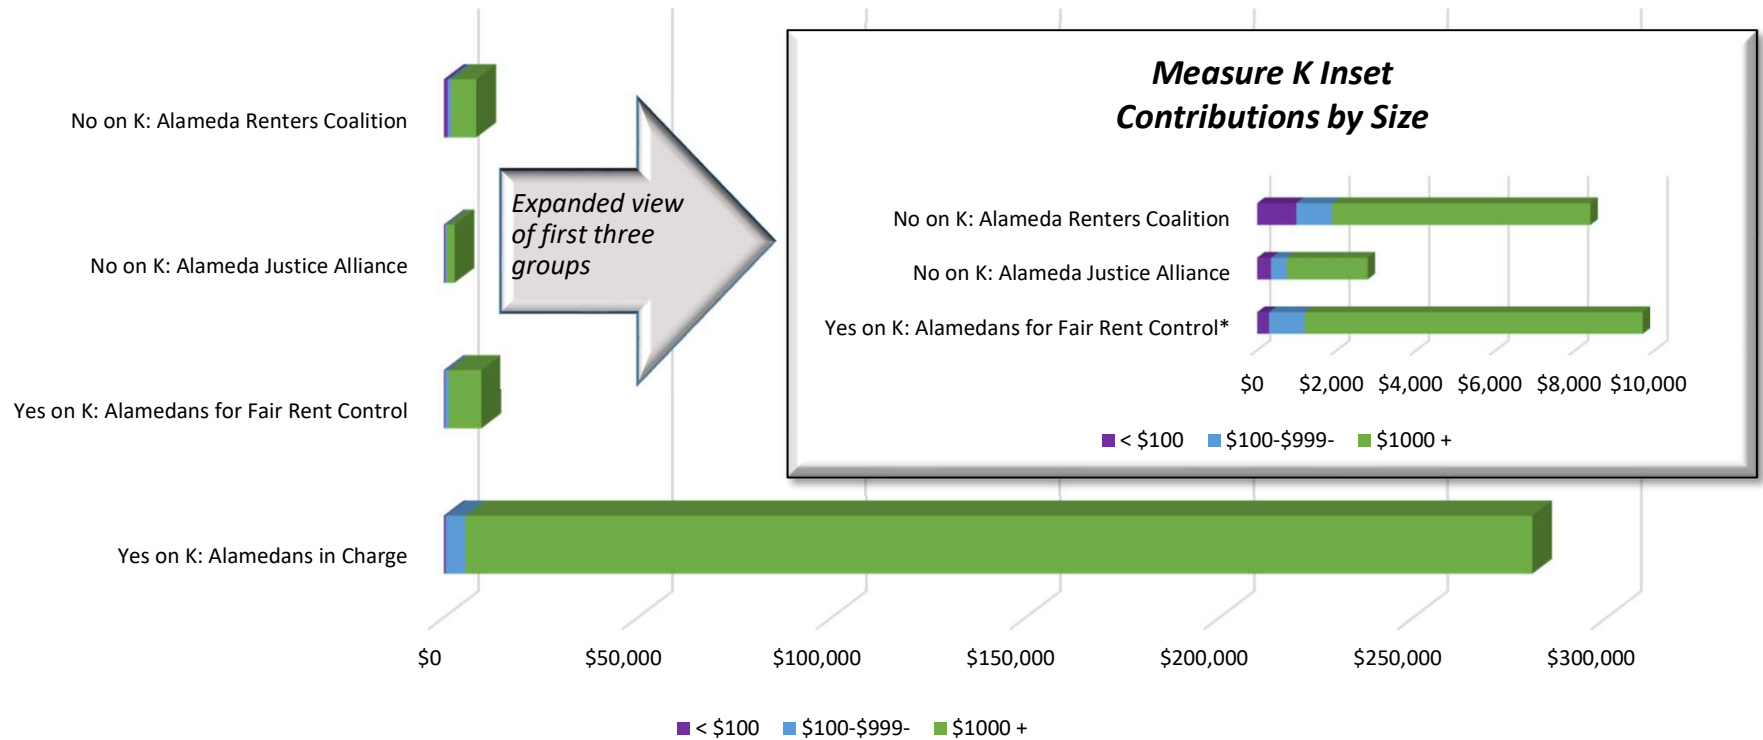 No on K: Alameda Renters Coalition
No on K: Alameda Justice Alliance
Yes on K: Alamedans for Fair Rent Control
Yes on K: Alamedans in Charge
$0 $50,000 $100,000 $150,000 $200,000 $250,000 $300,000
< $100 $100-$999- $1000 +
Expanded view
of first three
groups
Measure K Inset
Contributions by Size
No on K: Alameda Renters Coalition
No on K: Alameda Justice Alliance
Yes on K: Alamedans for Fair Rent Control*
$0 $2,000 $4,000 $6,000 $8,000 $10,000
< $100 $100-$999- $1000 +